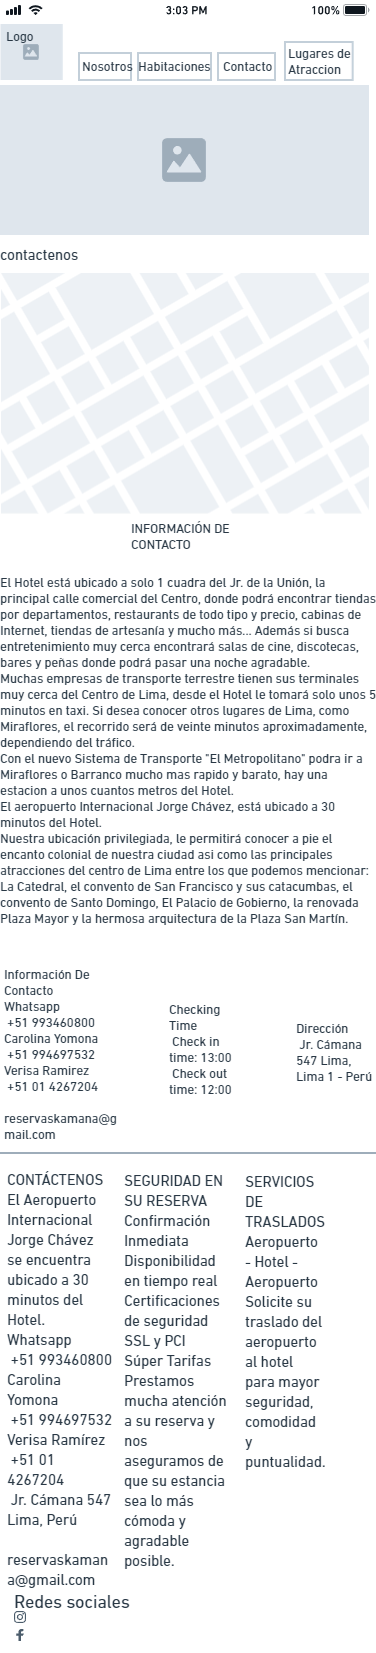 3:03 PM
100%
Logo
Nosotros
Habitaciones
Contacto
Lugares de
Atraccion
contactenos
INFORMACIÓN DE
CONTACTO
El Hotel está ubicado a solo 1 cuadra del Jr. de la Unión, la
principal calle comercial del Centro, donde podrá encontrar tiendas
por departamentos, restaurants de todo tipo y precio, cabinas de
Internet, tiendas de artesanía y mucho más... Además si busca
entretenimiento muy cerca encontrará salas de cine, discotecas,
bares y peñas donde podrá pasar una noche agradable.
Muchas empresas de transporte terrestre tienen sus terminales
muy cerca del Centro de Lima, desde el Hotel le tomará solo unos 5
minutos en taxi. Si desea conocer otros lugares de Lima, como
Miraflores, el recorrido será de veinte minutos aproximadamente,
dependiendo del tráfico.
Con el nuevo Sistema de Transporte "El Metropolitano" podra ir a
Miraflores o Barranco mucho mas rapido y barato, hay una
estacion a unos cuantos metros del Hotel.
El aeropuerto Internacional Jorge Chávez, está ubicado a 30
minutos del Hotel.
Nuestra ubicación privilegiada, le permitirá conocer a pie el
encanto colonial de nuestra ciudad asi como las principales
atracciones del centro de Lima entre los que podemos mencionar:
La Catedral, el convento de San Francisco y sus catacumbas, el
convento de Santo Domingo, El Palacio de Gobierno, la renovada
Plaza Mayor y la hermosa arquitectura de la Plaza San Martín.
Información De
Contacto
Whatsapp
+51 993460800
Carolina Yomona
+51 994697532
Verisa Ramirez
+51 01 4267204
reservaskamana@g
mail.com
Checking
Time
Check in
time: 13:00
Check out
time: 12:00
Dirección
Jr. Cámana
547 Lima,
Lima 1 - Perú
CONTÁCTENOS
El Aeropuerto
Internacional
Jorge Chávez
se encuentra
ubicado a 30
minutos del
Hotel.
Whatsapp
+51 993460800
Carolina
Yomona
+51 994697532
Verisa Ramírez
+51 01
4267204
Jr. Cámana 547
Lima, Perú
reservaskaman
a@gmail.com
SEGURIDAD EN
SU RESERVA
Confirmación
Inmediata
Disponibilidad
en tiempo real
Certificaciones
de seguridad
SSL y PCI
Súper Tarifas
Prestamos
mucha atención
a su reserva y
nos
aseguramos de
que su estancia
sea lo más
cómoda y
agradable
posible.
SERVICIOS
DE
TRASLADOS
Aeropuerto
- Hotel -
Aeropuerto
Solicite su
traslado del
aeropuerto
al hotel
para mayor
seguridad,
comodidad
y
puntualidad.
Redes sociales